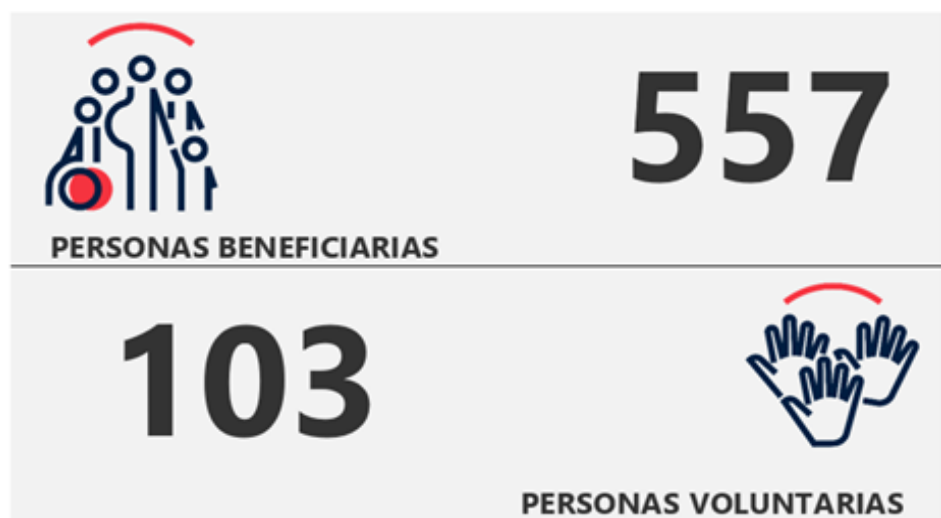 557
PERSONAS BENEFICIARIAS
103
PERSONAS VOLUNTARIAS